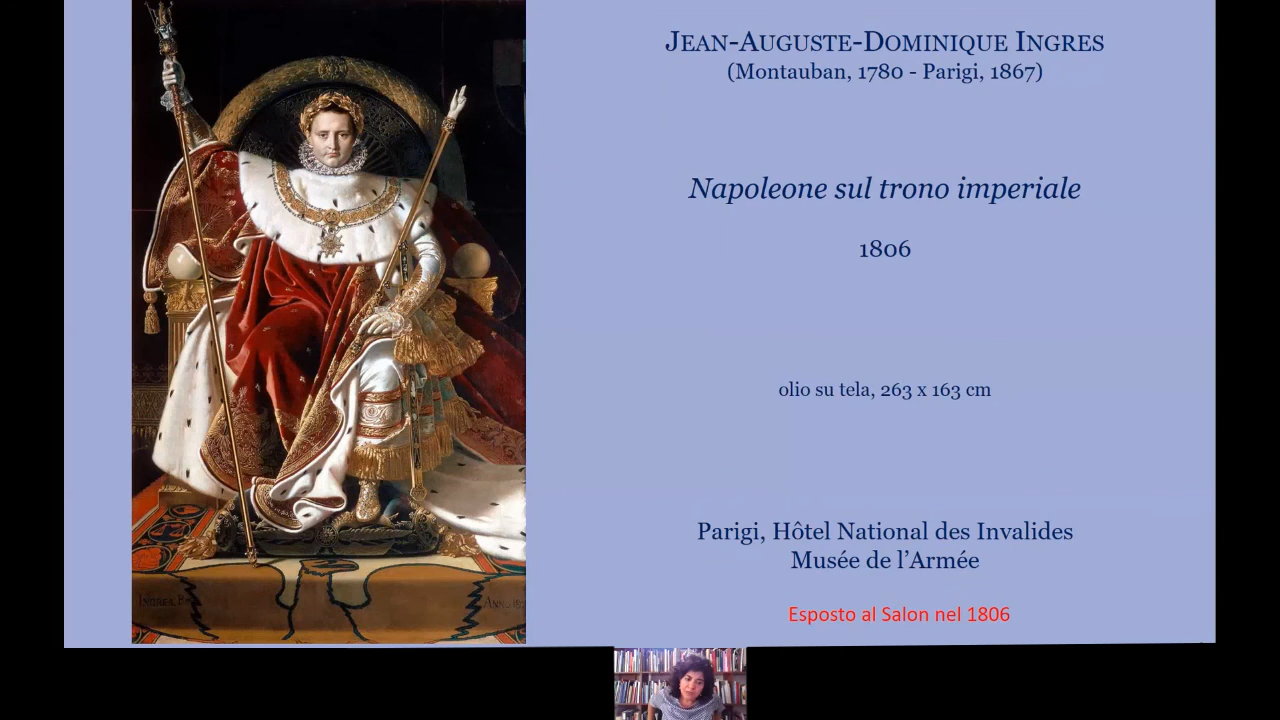 JEAN-AUGUSTE-DOMINIQUE INGRES
(Montauban, 1780 - Parigi, 1867)
Napoleone sul trono imperiale
1806
olio su tela, 263 x 163 cm
Parigi, Hôtel National des Invalides
Musée de l’Armée
Esposto al Salon nel 1806